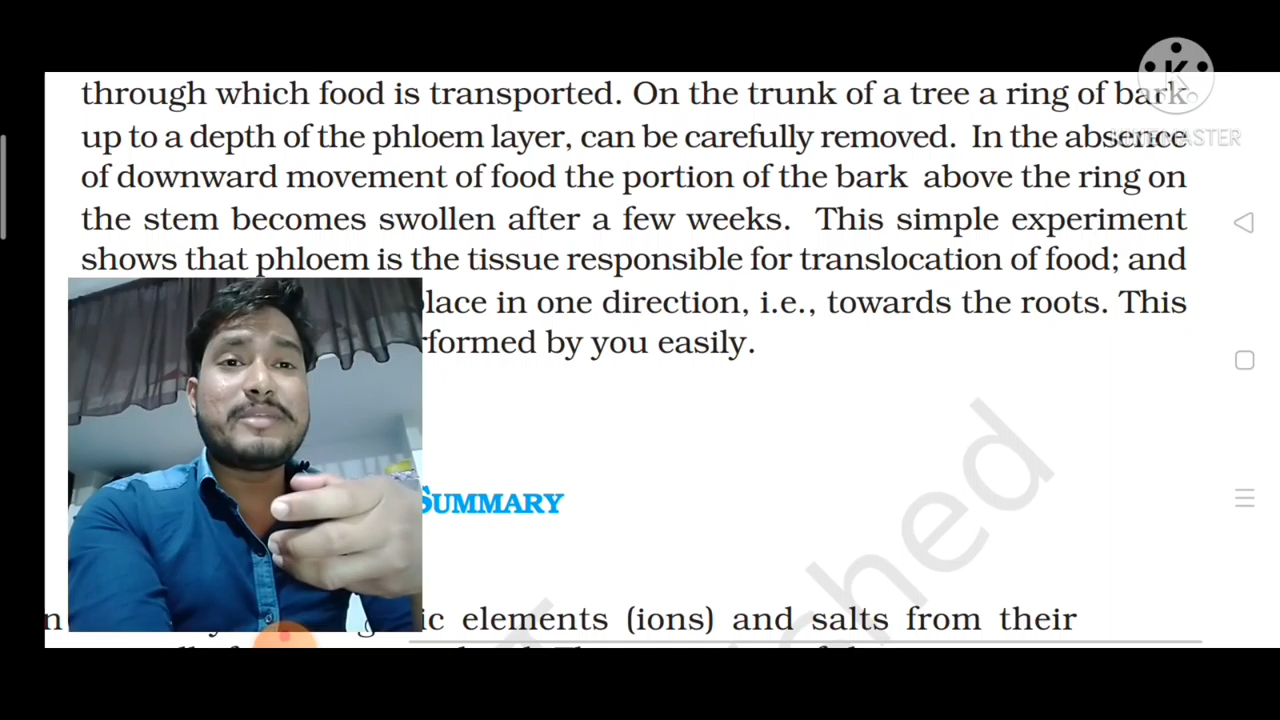 through which food is transported. On the trunk of a tree a ring of bark
up to a depth of the phloem layer, can be carefully removed. In the absence
of downward movement of food the portion of the bark above the ring on
the stem becomes swollen after a few weeks. This simple experiment
shows that phloem is the tissue responsible for translocation of food; and
place in one direction, i.e., towards the roots. This
rformed by you easily.
SUMMARY
ic elements (ions) and salts from their
K
KINEMASTER
shed